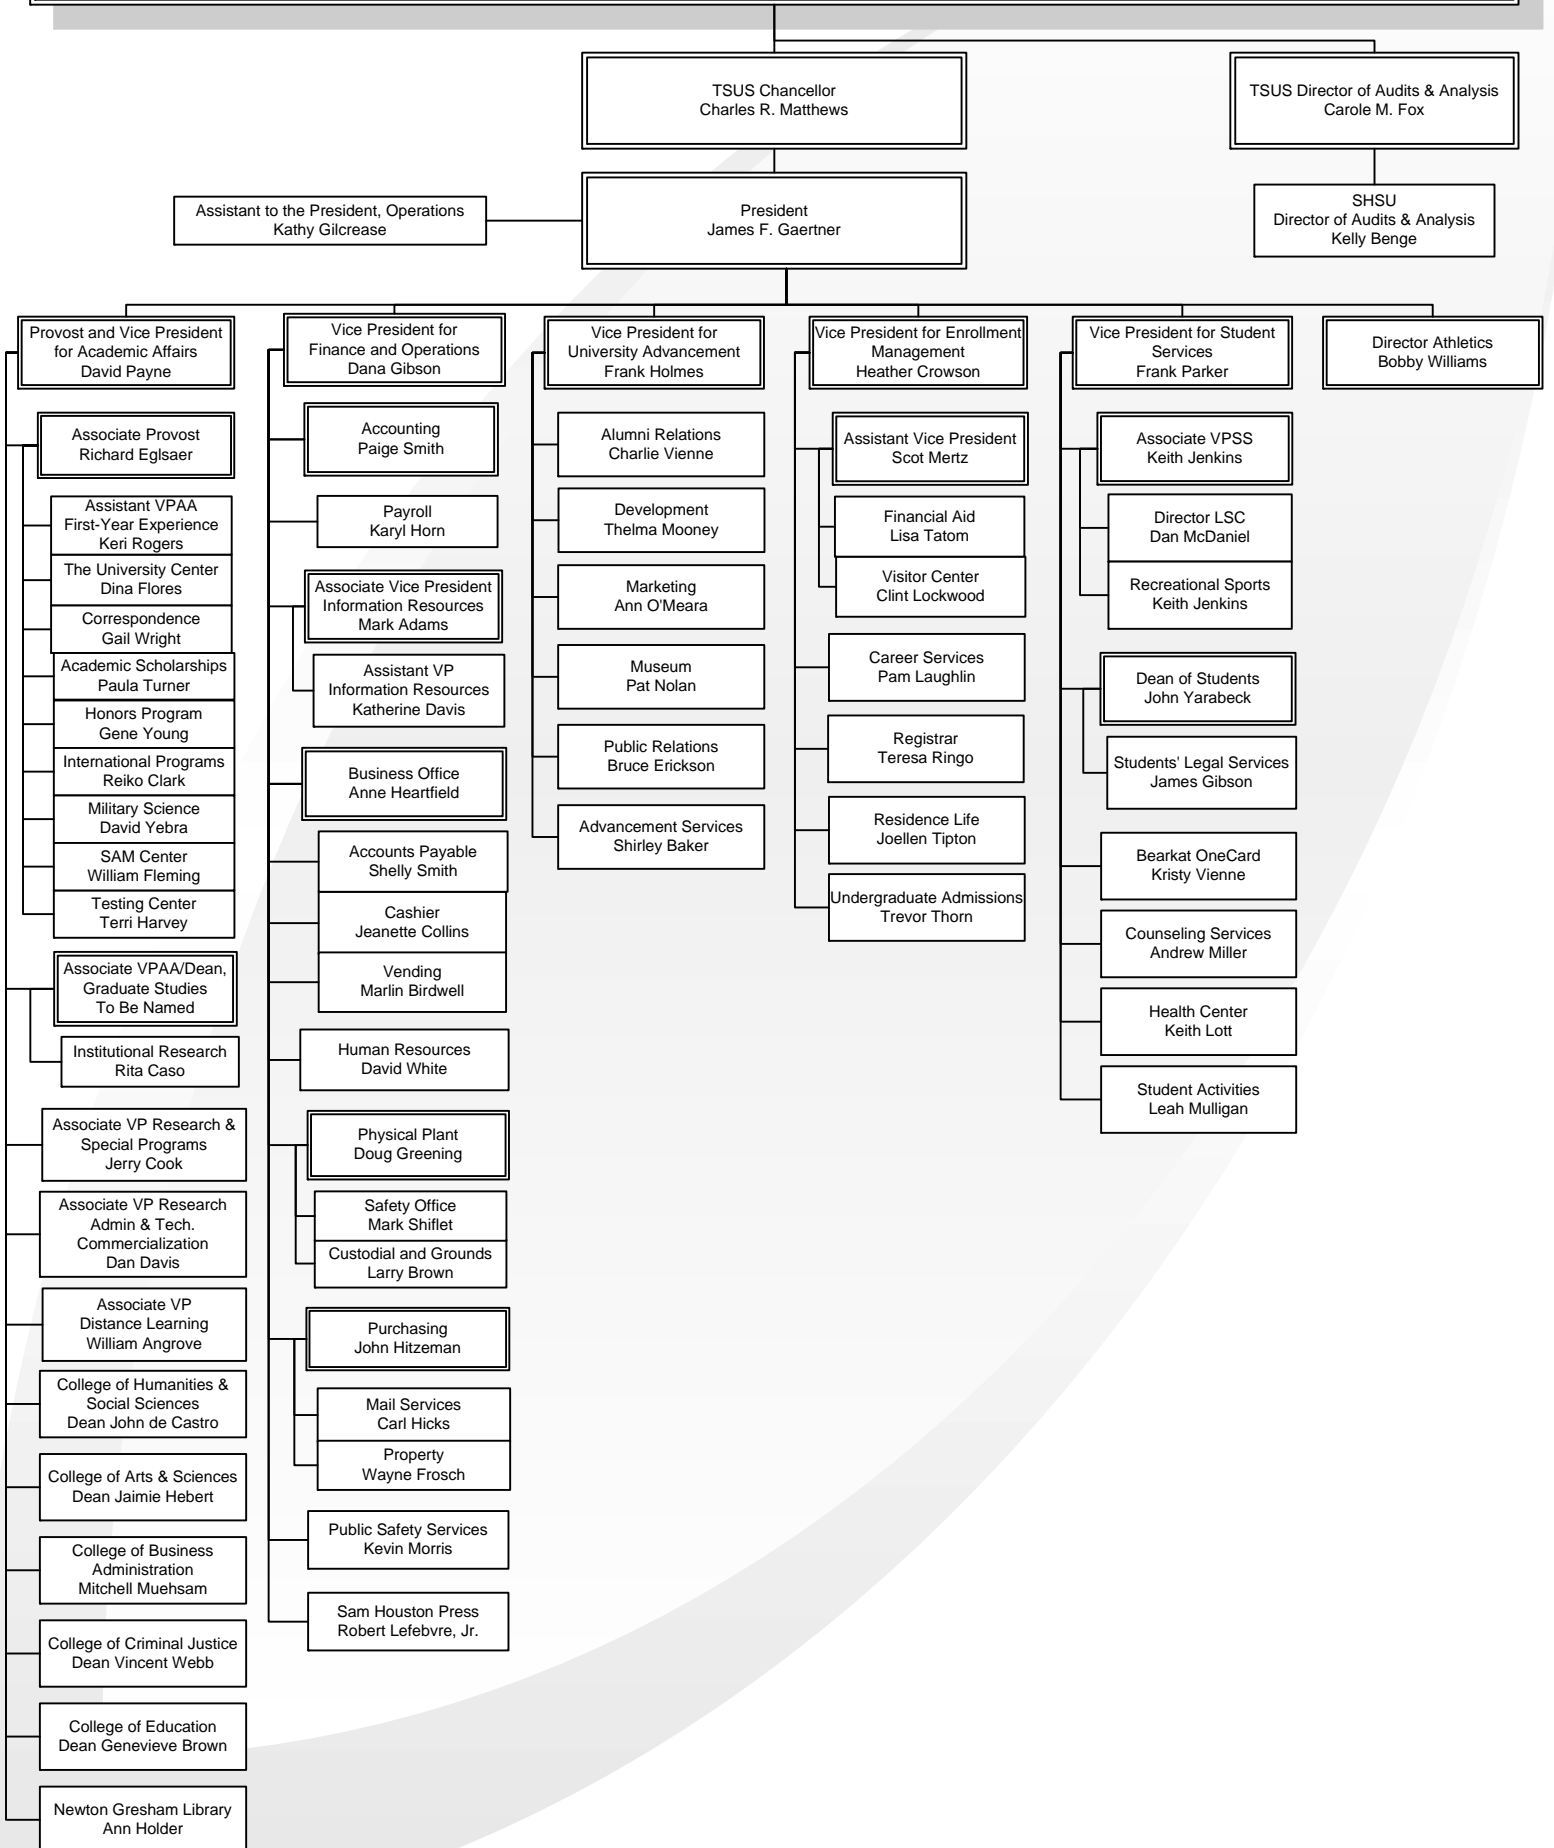 TSUS Chancellor
Charles R. Matthews
TSUS Director of Audits & Analysis
Carole M. Fox
Assistant to the President, Operations
Kathy Gilcrease
President
James F. Gaertner
SHSU
Director of Audits & Analysis
Kelly Benge
Provost and Vice President
for Academic Affairs
David Payne
Associate Provost
Richard Eglsaer
Assistant VPAA
First-Year Experience
Keri Rogers
The University Center
Dina Flores
Correspondence
Gail Wright
Academic Scholarships
Paula Turner
Honors Program
Gene Young
International Programs
Reiko Clark
Military Science
David Yebra
SAM Center
William Fleming
Testing Center
Terri Harvey
Associate VPAA/Dean,
Graduate Studies
To Be Named
Institutional Research
Rita Caso
Associate VP Research &
Special Programs
Jerry Cook
Associate VP Research
Admin & Tech.
Commercialization
Dan Davis
Associate VP
Distance Learning
William Angrove
College of Humanities &
Social Sciences
Dean John de Castro
College of Arts & Sciences
Dean Jaimie Hebert
College of Business
Administration
Mitchell Muehsam
College of Criminal Justice
Dean Vincent Webb
College of Education
Dean Genevieve Brown
Newton Gresham Library
Ann Holder
Vice President for
Finance and Operations
Dana Gibson
Accounting
Paige Smith
Payroll
Karyl Horn
Associate Vice President
Information Resources
Mark Adams
Assistant VP
Information Resources
Katherine Davis
Business Office
Anne Heartfield
Accounts Payable
Shelly Smith
Cashier
Jeanette Collins
Vending
Marlin Birdwell
Human Resources
David White
Physical Plant
Doug Greening
Safety Office
Mark Shiflet
Custodial and Grounds
Larry Brown
Purchasing
John Hitzeman
Mail Services
Carl Hicks
Property
Wayne Frosch
Public Safety Services
Kevin Morris
Sam Houston Press
Robert Lefebvre, Jr.
Vice President for
University Advancement
Frank Holmes
Alumni Relations
Charlie Vienne
Development
Thelma Mooney
Marketing
Ann O'Meara
Museum
Pat Nolan
Public Relations
Bruce Erickson
Advancement Services
Shirley Baker
Vice President for Enrollment
Management
Heather Crowson
Assistant Vice President
Scot Mertz
Financial Aid
Lisa Tatom
Visitor Center
Clint Lockwood
Career Services
Pam Laughlin
Registrar
Teresa Ringo
Residence Life
Joellen Tipton
Undergraduate Admissions
Trevor Thorn
Vice President for Student
Services
Frank Parker
Associate VPSS
Keith Jenkins
Director LSC
Dan McDaniel
Recreational Sports
Keith Jenkins
Dean of Students
John Yarabeck
Students' Legal Services
James Gibson
Bearkat OneCard
Kristy Vienne
Counseling Services
Andrew Miller
Health Center
Keith Lott
Student Activities
Leah Mulligan
Director Athletics
Bobby Williams